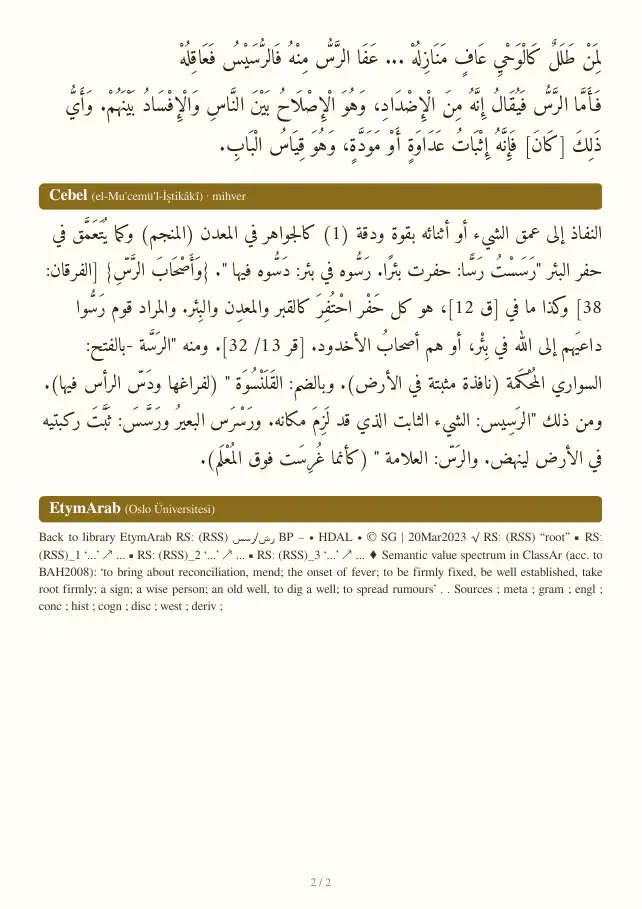 لِمَنْ طَلَلٌ كَالْوَحْيِ عَافٍ مَنَازِلُهْ ... عَفَا الرَّسُّ مِنْهُ فَالرُّسَيْسُ فَعَاقِلُهْ
فَأَمَّا الرَّسُّ فَيُقَالُ إِنَّهُ مِنَ الْإِضْدَادِ، وَهُوَ الْإِصْلَاحُ بَيْنَ النَّاسِ وَالْإِفْسَادُ بَيْنَهُمْ. وَأَيُّ
ذَلِكَ [كَانَ] فَإِنَّهُ إِثْبَاتُ عَدَاوَةٍ أَوْ مَوَدَّةٍ، وَهُوَ قِيَاسُ الْبَابِ.
Cebel (el-Mu'cemü'l-İştikâkî) · mihver
النفاذ إلى عمق الشيء أو أثنائه بقوة ودقة (1) كالجواهر في المعدن (المنجم) وكما يُتَعَمَّق في
حفر البئر "رَسَسْتُ رَسًّا: حفرت بئرًا. رَسُّوه في بئر: دَسُّوه فيها ". {وَأَصْحَابَ الرَّسِّ} [الفرقان:
38] وكذا ما في [ق 12]، هو كل حَفْر احْتُفِرَ كالقبر والمعدِن والبِئر. والمراد قوم رَسُّوا
داعيَهم إلى الله في بِئْر، أو هم أصحابُ الأخدود. [قر 13/ 32]. ومنه "الرَسَّة -بالفتح:
السواري المُحْكَمة (نافذة مثبتة في الأرض). وبالضم: القَلَنْسُوَة " (لفراغها ودَسّ الرأس فيها).
ومن ذلك "الرَسِيس: الشيء الثابت الذي قد لَزِمَ مكانه. ورَسْرَس البعيرُ ورَسَّسَ: ثَبَّتَ ركبتيه
في الأرض لينهض. والرَسّ: العلامة " (كأنما غُرِسَت فوق المُعْلَم).
EtymArab (Oslo Üniversitesi)
Back to library EtymArab RS: (RSS) رسّ/رسس BP – • HDAL • © SG | 20Mar2023 √ RS: (RSS) “root” ▪ RS:
(RSS)_1 ‘...’ ↗ ... ▪ RS: (RSS)_2 ‘...’ ↗ ... ▪ RS: (RSS)_3 ‘...’ ↗ ... ♦ Semantic value spectrum in ClassAr (acc. to
BAH2008): ‘to bring about reconciliation, mend; the onset of fever; to be firmly fixed, be well established, take
root firmly; a sign; a wise person; an old well, to dig a well; to spread rumours’ . . Sources ; meta ; gram ; engl ;
conc ; hist ; cogn ; disc ; west ; deriv ;
2 / 2